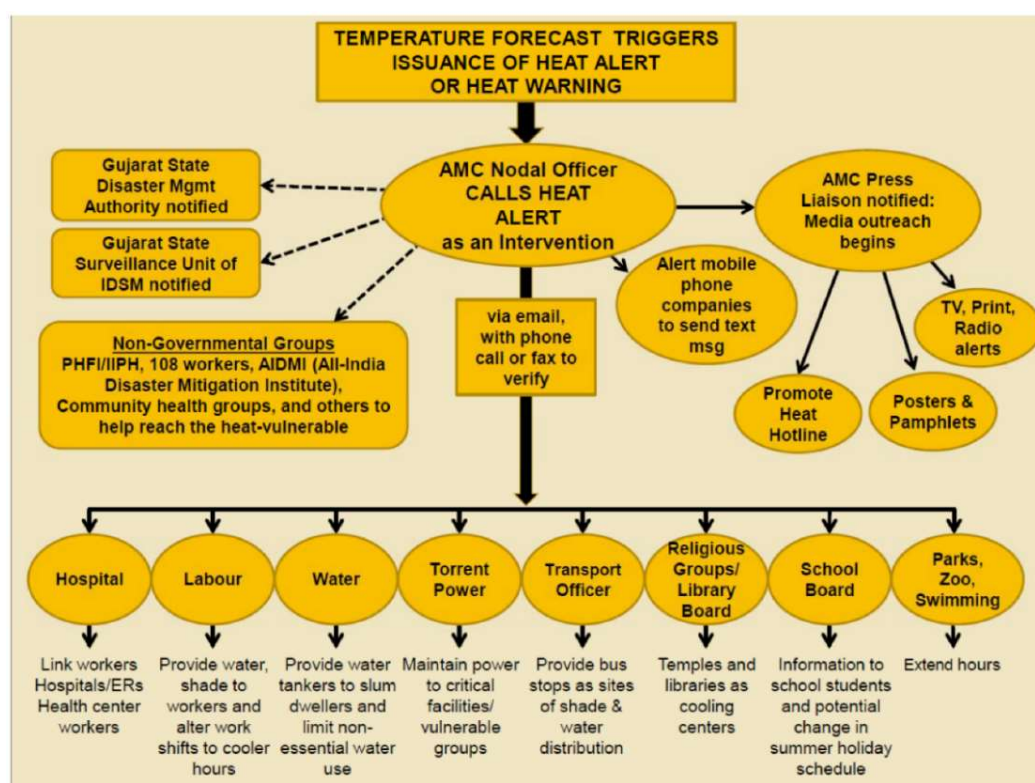 TEMPERATURE FORECAST TRIGGERS
ISSUANCE OF HEAT ALERT
OR HEAT WARNING
Gujarat State
Disaster Mgmt
Authority notified
AMC Nodal Officer
CALLS HEAT
ALERT
as an Intervention
AMC Press
Liaison notified:
Media outreach
begins
Gujarat State
Surveillance Unit of
IDSM notified
Alert mobile
phone
companies
to send text
msg
TV, Print,
Radio
alerts
via email,
with phone
call or fax to
verify
Non-Governmental Groups
PHFI/IIPH, 108 workers, AIDMI (All-India
Disaster Mitigation Institute),
Community health groups, and others to
help reach the heat-vulnerable
Promote
Heat
Hotline
Posters &
Pamphlets
Hospital
Labour
Water
Torrent
Power
Transport
Officer
Religious
Groups/
Library
Board
School
Board
Parks,
Zoo,
Swimming
Link workers
Hospitals/ERs
Health center
workers
Provide water,
shade to
workers and
alter work
shifts to cooler
hours
Provide water
tankers to slum
dwellers and
limit non-
essential water
use
Maintain power
to critical
facilities/
vulnerable
groups
Provide bus
stops as sites
of shade &
water
distribution
Temples and
libraries as
cooling
centers
Information to
school students
and potential
change in
summer holiday
schedule
Extend hours